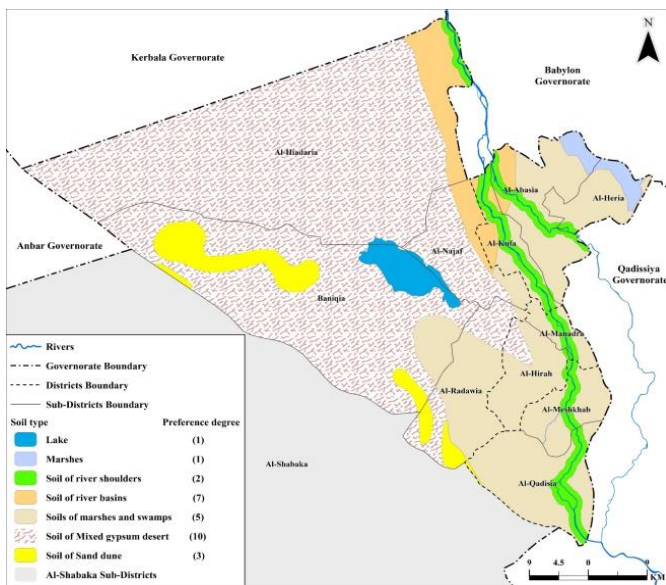 N
Kerbala Governorate
Babylon
Governorate
Al-Hiadaria
Al-Abasia
Al-Heria
Anbar Governorate
Al-Najaf
Al-Kufa
Qadissiya
Governorate
Baniqia
Al-Manadra
Al-Hirah
Al-Radawia
Al-Meshkhab
Al-Shabaka
Al-Qadisia
Rivers
Governorate Boundary
Districts Boundary
Sub-Districts Boundary
Soil type Preference degree
Lake (1)
Marshes (1)
Soil of river shoulders (2)
Soil of river basins (7)
Soils of marshes and swamps (5)
Soil of Mixed gypsum desert (10)
Soil of Sand dune (3)
Al-Shabaka Sub-Districts
9 4.5 0 9